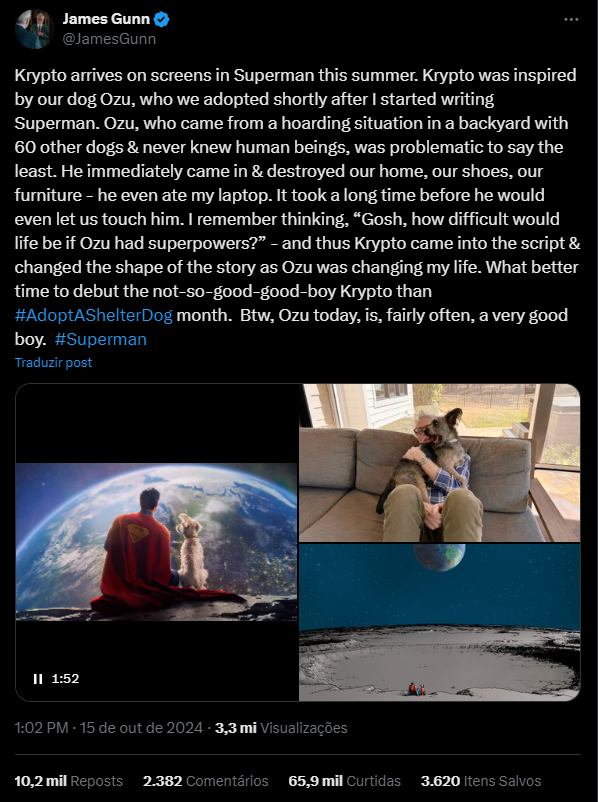 James Gunn
@JamesGunn
Krypto arrives on screens in Superman this summer. Krypto was inspired
by our dog Ozu, who we adopted shortly after I started writing
Superman. Ozu, who came from a hoarding situation in a backyard with
60 other dogs & never knew human beings, was problematic to say the
least. He immediately came in & destroyed our home, our shoes, our
furniture – he even ate my laptop. It took a long time before he would
even let us touch him. I remember thinking, “Gosh, how difficult would
life be if Ozu had superpowers?” – and thus Krypto came into the script &
changed the shape of the story as Ozu was changing my life. What better
time to debut the not-so-good-good-boy Krypto than
#AdoptAShelterDog month.  Btw, Ozu today, is, fairly often, a very good
boy.  #Superman
Traduzir post
1:52
1:02 PM · 15 de out de 2024 · 3,3 mi Visualizações
10,2 mil Reposts 2.382 Comentários 65,9 mil Curtidas 3.620 Itens Salvos